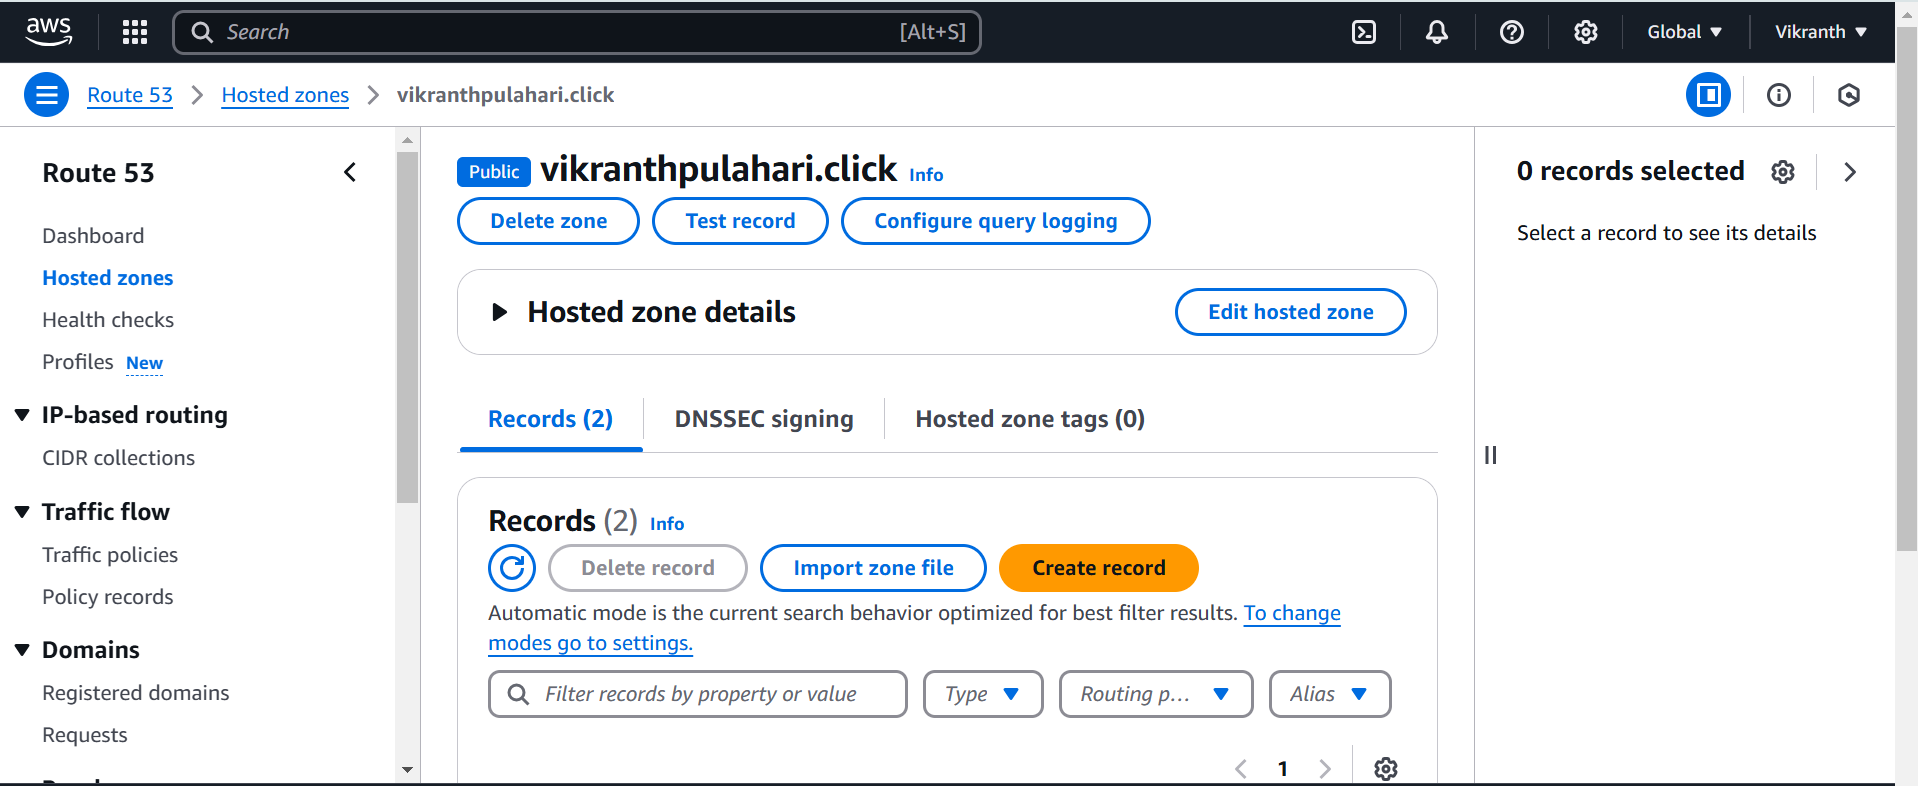 aws
Search [Alt+S]
Global
Vikranth
Route 53
Hosted zones
vikranthpulahari.click
Route 53
Dashboard
Hosted zones
Health checks
Profiles New
IP-based routing
CIDR collections
Traffic flow
Traffic policies
Policy records
Domains
Registered domains
Requests
Public vikranthpulahari.click Info
Delete zone
Test record
Configure query logging
Hosted zone details
Edit hosted zone
Records (2)
DNSSEC signing
Hosted zone tags (0)
Records (2) Info
Delete record
Import zone file
Create record
Automatic mode is the current search behavior optimized for best filter results. To change
modes go to settings.
Filter records by property or value
Type
Routing p...
Alias
1
0 records selected
Select a record to see its details